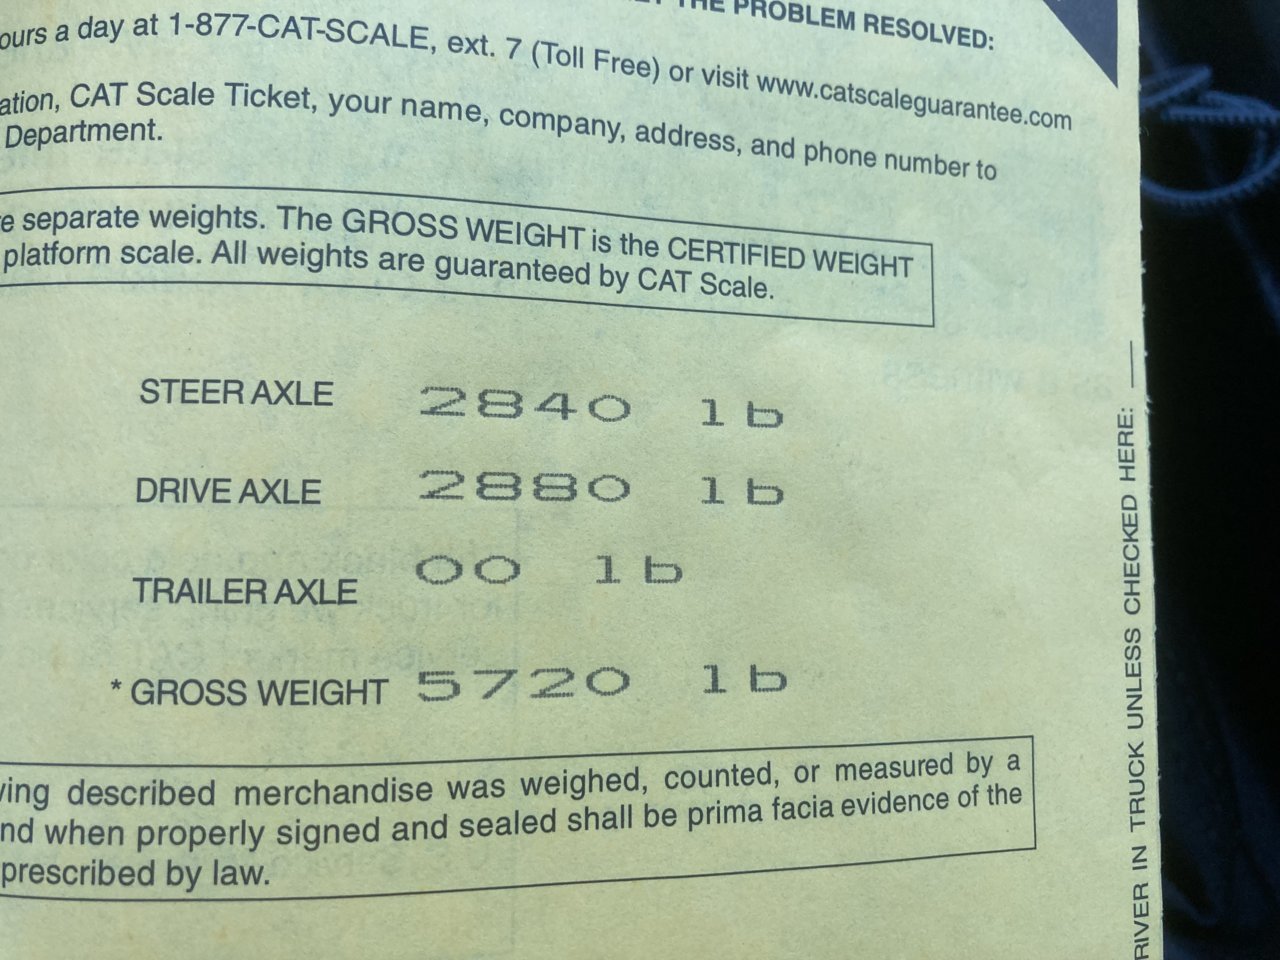 THE PROBLEM RESOLVED:
ours a day at 1-877-CAT-SCALE, ext. 7 (Toll Free) or visit www.catscaleguarantee.com
ation, CAT Scale Ticket, your name, company, address, and phone number to
Department.
e separate weights. The GROSS WEIGHT is the CERTIFIED WEIGHT
platform scale. All weights are guaranteed by CAT Scale.
STEER AXLE 2840 lb
DRIVE AXLE 2880 lb
TRAILER AXLE 00 lb
* GROSS WEIGHT 5720 lb
ving described merchandise was weighed, counted, or measured by a
nd when properly signed and sealed shall be prima facia evidence of the
prescribed by law.
RIVER IN TRUCK UNLESS CHECKED HERE: